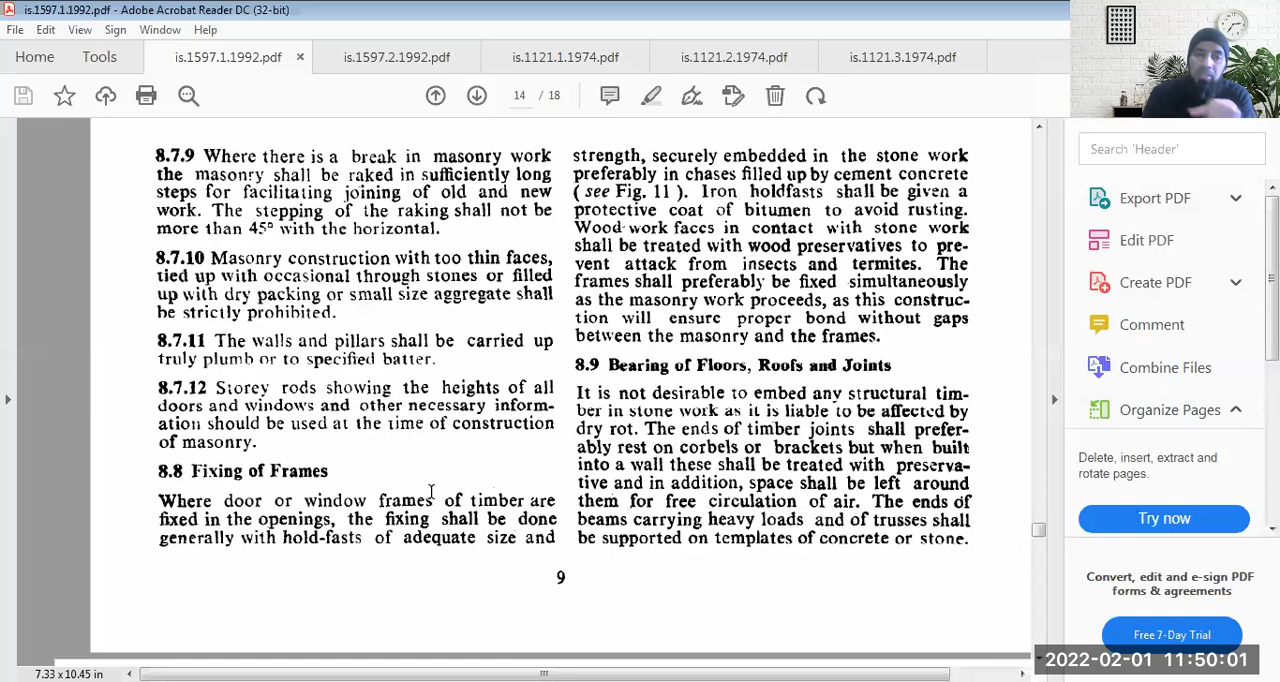 is.1597.1.1992.pdf - Adobe Acrobat Reader DC (32-bit)
File Edit View Sign Window Help
Home Tools is.1597.1.1992.pdf × is.1597.2.1992.pdf is.1121.1.1974.pdf is.1121.2.1974.pdf is.1121.3.1974.pdf
14 / 18
8.7.9 Where there is a break in masonry work
the masonry shall be raked in sufficiently long
steps for facilitating joining of old and new
work. The stepping of the raking shall not be
more than 45° with the horizontal.
8.7.10 Masonry construction with too thin faces,
tied up with occasional through stones or filled
up with dry packing or small size aggregate shall
be strictly prohibited.
8.7.11 The walls and pillars shall be carried up
truly plumb or to specified batter.
8.7.12 Storey rods showing the heights of all
doors and windows and other necessary inform-
ation should be used at the time of construction
of masonry.
8.8 Fixing of Frames
Where door or window frames of timber are
fixed in the openings, the fixing shall be done
generally with hold-fasts of adequate size and
strength, securely embedded in the stone work
preferably in chases filled up by cement concrete
( see Fig. 11 ). Iron holdfasts shall be given a
protective coat of bitumen to avoid rusting.
Wood work faces in contact with stone work
shall be treated with wood preservatives to pre-
vent attack from insects and termites. The
frames shall preferably be fixed simultaneously
as the masonry work proceeds, as this construc-
tion will ensure proper bond without gaps
between the masonry and the frames.
8.9 Bearing of Floors, Roofs and Joints
It is not desirable to embed any structural tim-
ber in stone work as it is liable to be affected by
dry rot. The ends of timber joints shall prefer-
ably rest on corbels or brackets but when built
into a wall these shall be treated with preserva-
tive and in addition, space shall be left around
them for free circulation of air. The ends of
beams carrying heavy loads and of trusses shall
be supported on templates of concrete or stone.
9
7.33 x 10.45 in
Search 'Header'
Export PDF
Edit PDF
Create PDF
Comment
Combine Files
Organize Pages
Delete, insert, extract and
rotate pages.
Try now
Convert, edit and e-sign PDF
forms & agreements
Free 7-Day Trial
2022-02-01 11:50:01